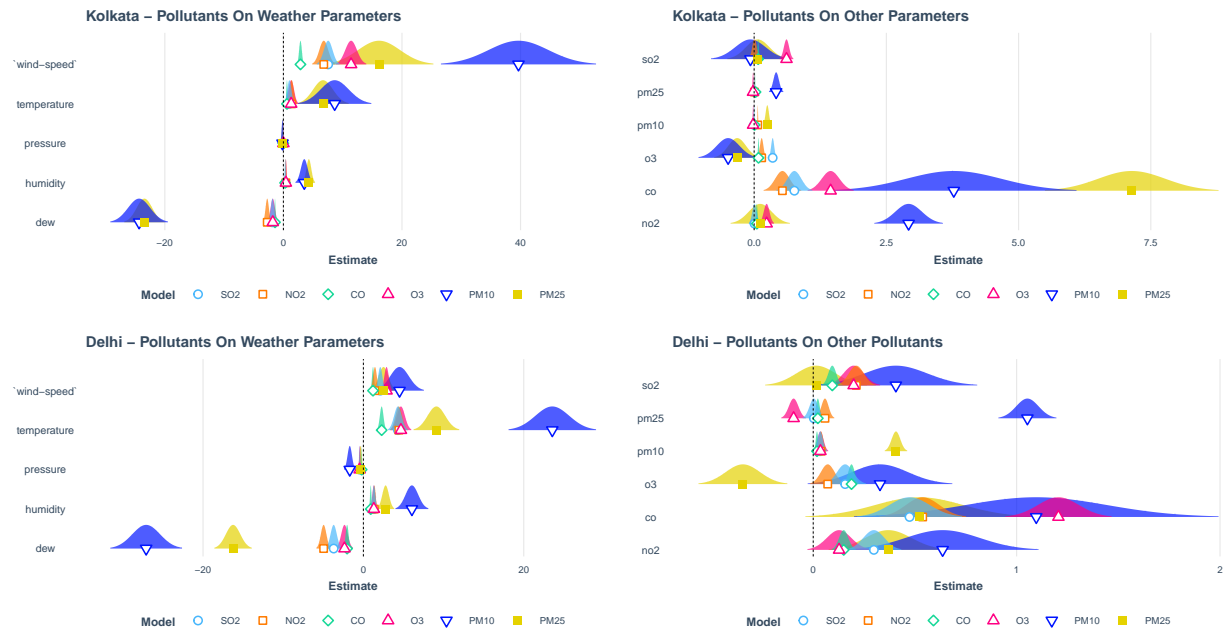 Kolkata – Pollutants On Weather Parameters
`wind−speed`
temperature
pressure
humidity
dew
−20
0
20
40
Estimate
Model SO2 NO2 CO O3 PM10 PM25
Kolkata – Pollutants On Other Parameters
so2
pm25
pm10
o3
co
no2
0.0
2.5
5.0
7.5
Estimate
Model SO2 NO2 CO O3 PM10 PM25
Delhi – Pollutants On Weather Parameters
`wind−speed`
temperature
pressure
humidity
dew
−20
0
20
Estimate
Model SO2 NO2 CO O3 PM10 PM25
Delhi – Pollutants On Other Pollutants
so2
pm25
pm10
o3
co
no2
0
1
2
Estimate
Model SO2 NO2 CO O3 PM10 PM25